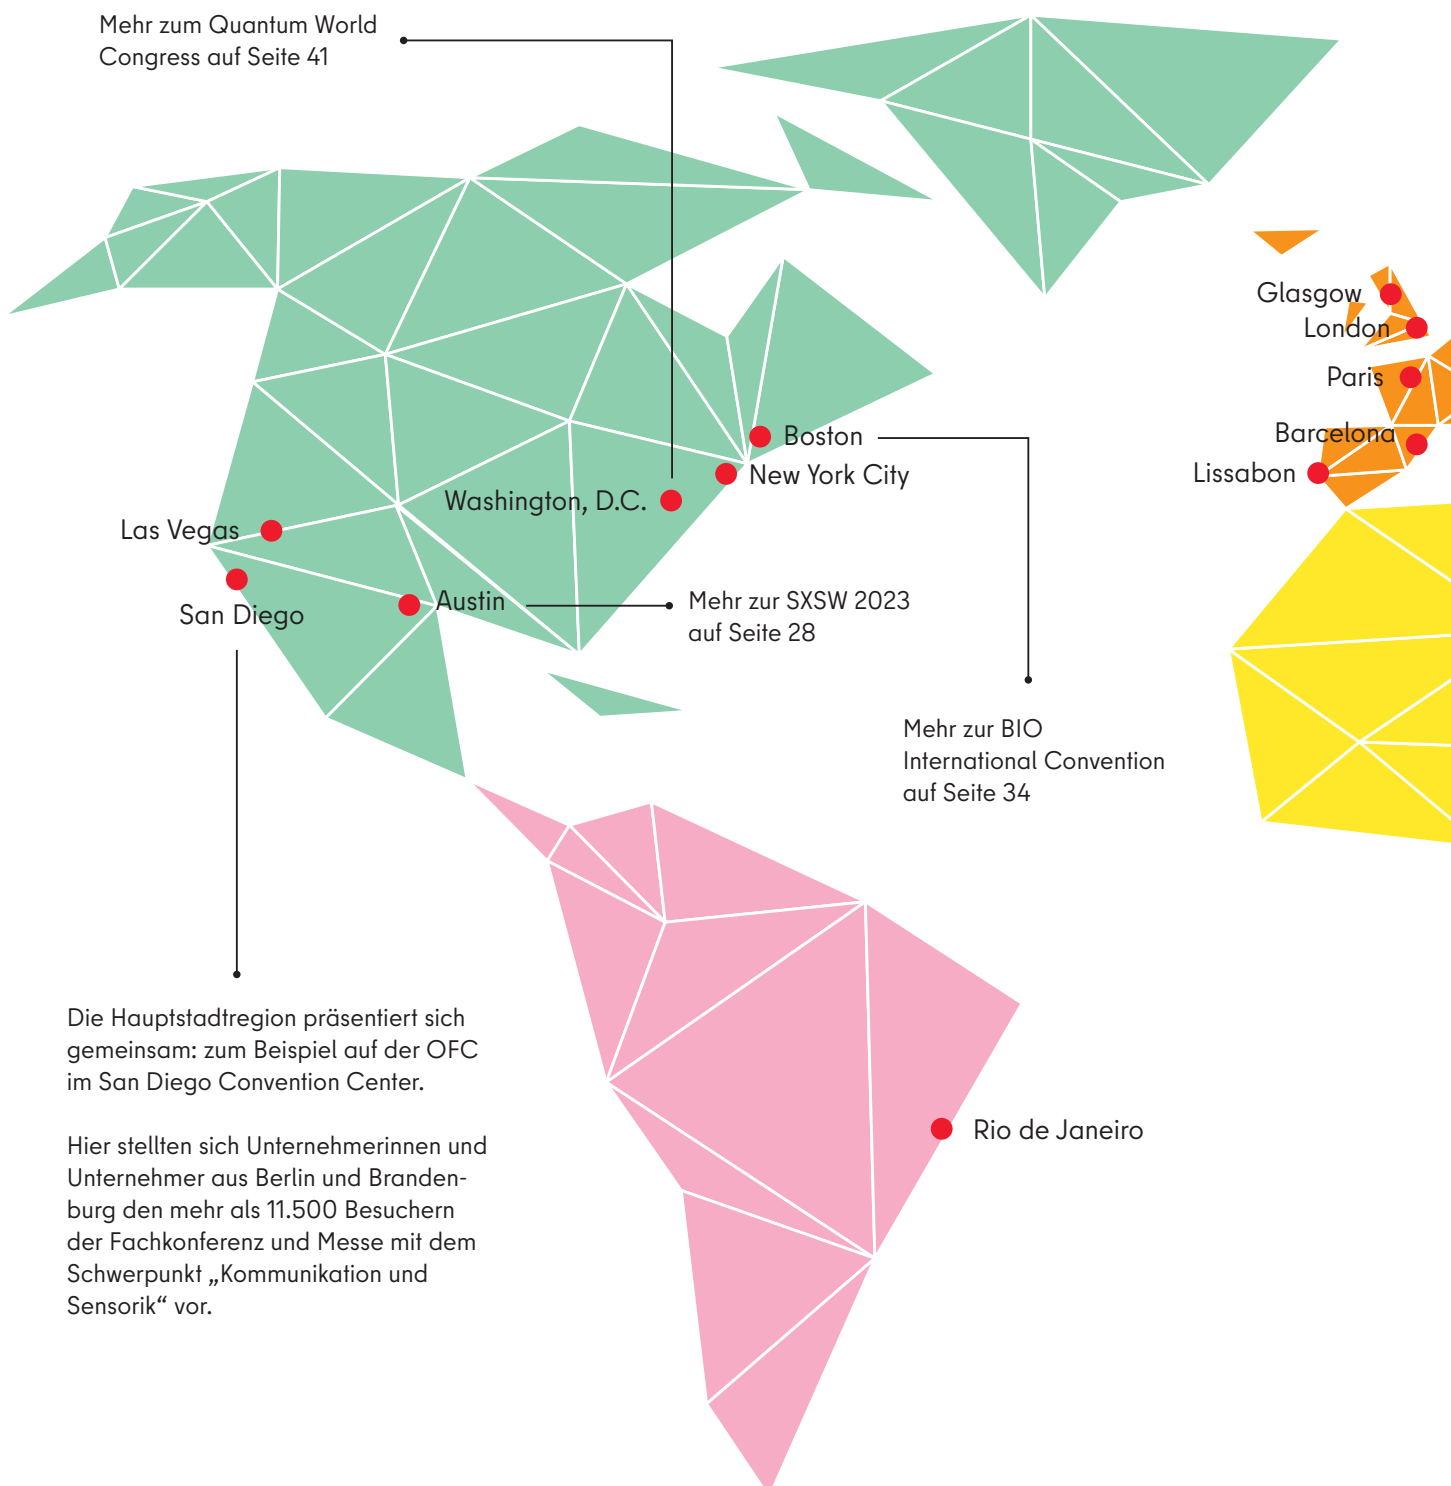 Mehr zum Quantum World
Congress auf Seite 41
Glasgow
London
Paris
Barcelona
Lissabon
Boston
New York City
Washington, D.C.
Las Vegas
San Diego
Austin
Mehr zur SXSW 2023
auf Seite 28
Mehr zur BIO
International Convention
auf Seite 34
Die Hauptstadtregion präsentiert sich
gemeinsam: zum Beispiel auf der OFC
im San Diego Convention Center.
Hier stellten sich Unternehmerinnen und
Unternehmer aus Berlin und Branden-
burg den mehr als 11.500 Besuchern
der Fachkonferenz und Messe mit dem
Schwerpunkt „Kommunikation und
Sensorik“ vor.
Rio de Janeiro